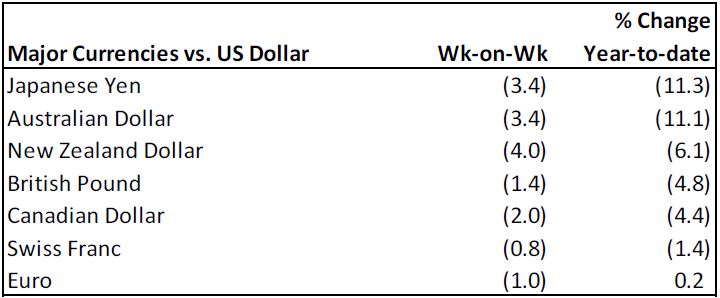 % Change
Major Currencies vs. US Dollar Wk-on-Wk Year-to-date
Japanese Yen (3.4) (11.3)
Australian Dollar (3.4) (11.1)
New Zealand Dollar (4.0) (6.1)
British Pound (1.4) (4.8)
Canadian Dollar (2.0) (4.4)
Swiss Franc (0.8) (1.4)
Euro (1.0) 0.2